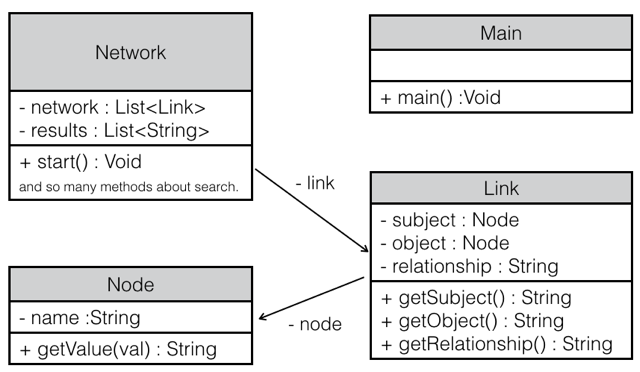 Network
- network : List<Link>
- results : List<String>
+ start() : Void
and so many methods about search.
Main
+ main() :Void
- link
Link
- subject : Node
- object : Node
- relationship : String
+ getSubject() : String
+ getObject() : String
+ getRelationship() : String
Node
- name :String
+ getValue(val) : String
- node